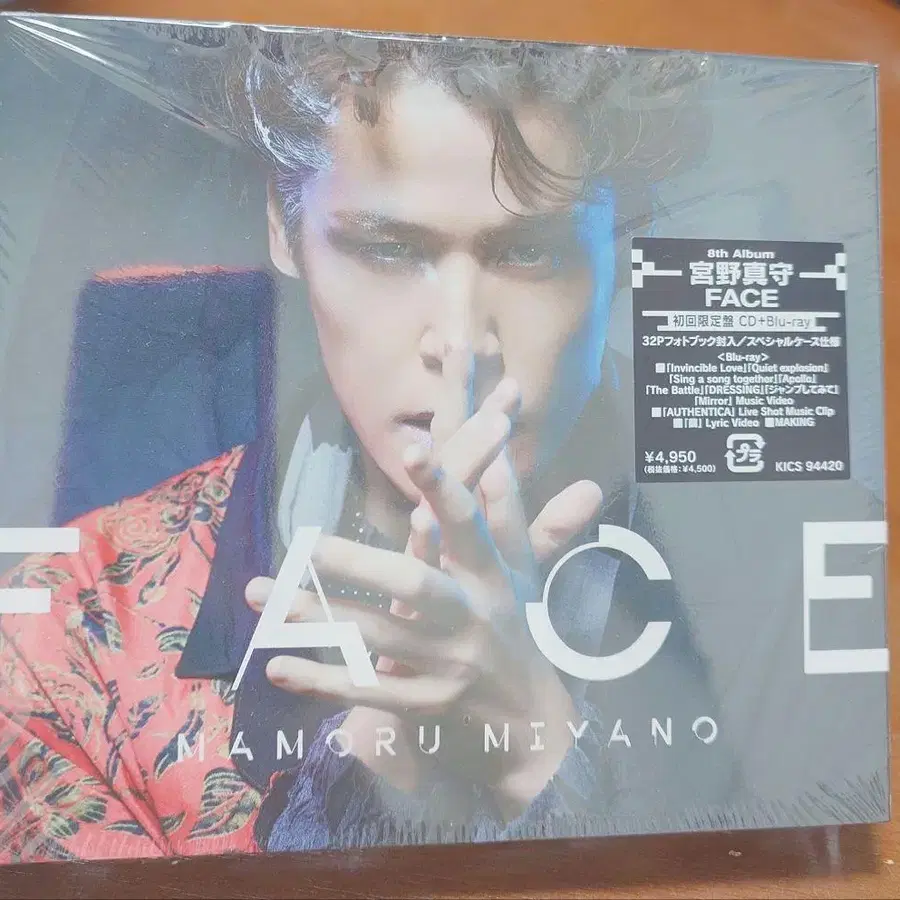 8th Album
宮野真守
FACE
初回限定盤 CD+Blu-ray
32Pフォトブック封入/スペシャルケース仕様
<Blu-ray>
■「Invincible Love」「Quiet explosion」
「Sing a song together」「Apollo」
「The Battle」「DRESSING」「ジャンプしてみて」
「Mirror」 Music Video
■「AUTHENTICA」 Live Shot Music Clip
■「 」 Lyric Video ■MAKING
¥4,950
(税抜価格:¥4,500)
プラ
KICS 94420
FACE
MAMORU MIYANO